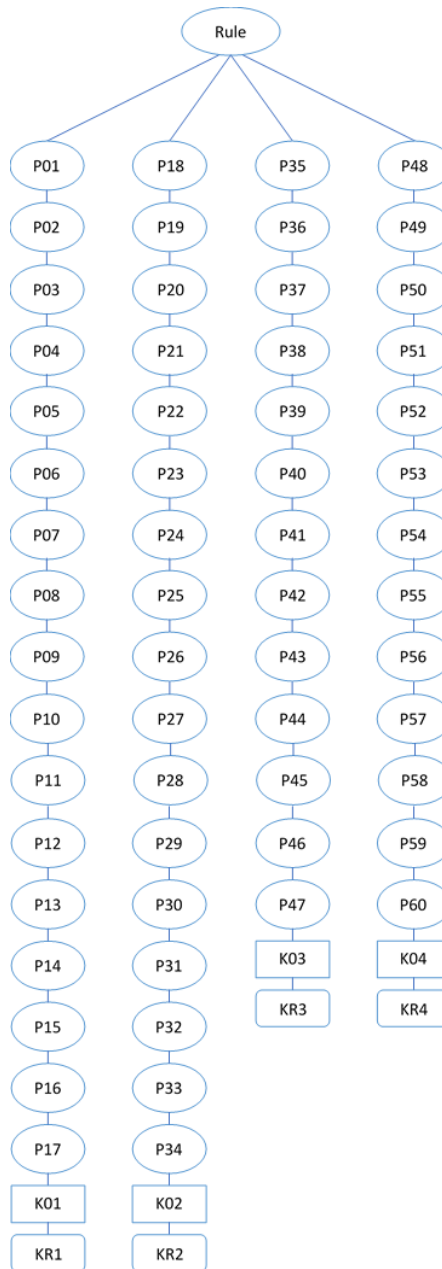 Rule
P01 P18 P35 P48
P02 P19 P36 P49
P03 P20 P37 P50
P04 P21 P38 P51
P05 P22 P39 P52
P06 P23 P40 P53
P07 P24 P41 P54
P08 P25 P42 P55
P09 P26 P43 P56
P10 P27 P44 P57
P11 P28 P45 P58
P12 P29 P46 P59
P13 P30 P47 P60
P14 P31 K03 K04
P15 P32 KR3 KR4
P16 P33
P17 P34
K01 K02
KR1 KR2